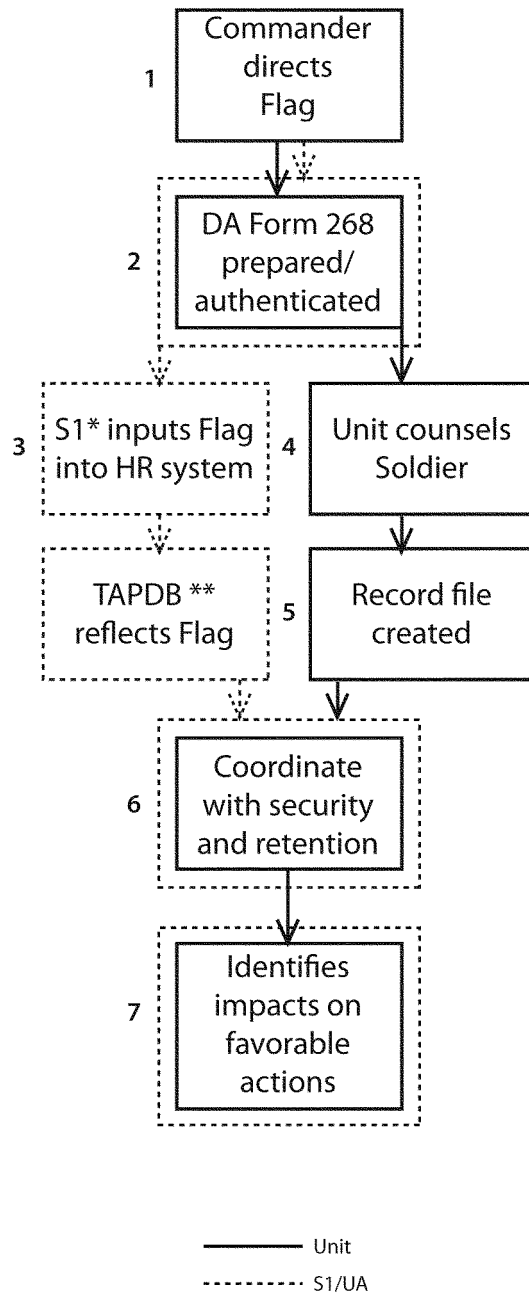 1
Commander
directs
Flag
2
DA Form 268
prepared/
authenticated
3
S1* inputs Flag
into HR system
4
Unit counsels
Soldier
TAPDB **
reflects Flag
5
Record file
created
6
Coordinate
with security
and retention
7
Identifies
impacts on
favorable
actions
Unit
S1/UA